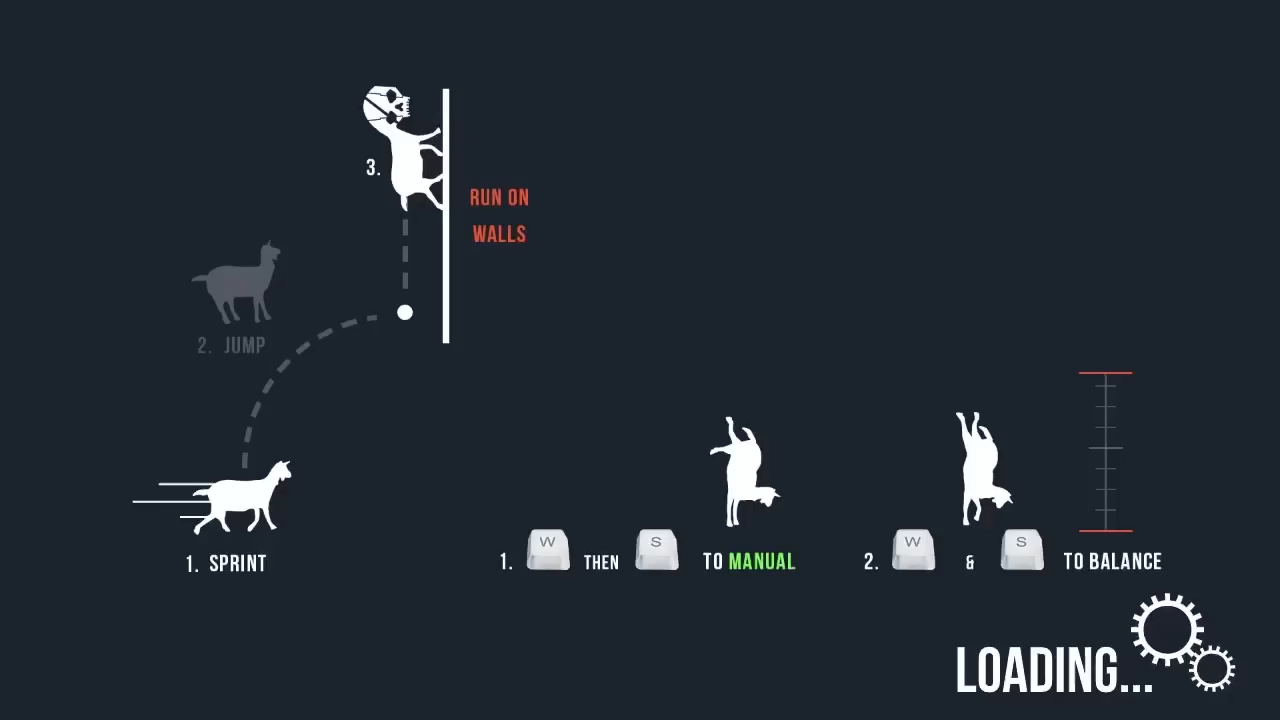 3.
RUN ON
WALLS
2. JUMP
1. SPRINT
1. W THEN S TO MANUAL
2. W & S TO BALANCE
LOADING...